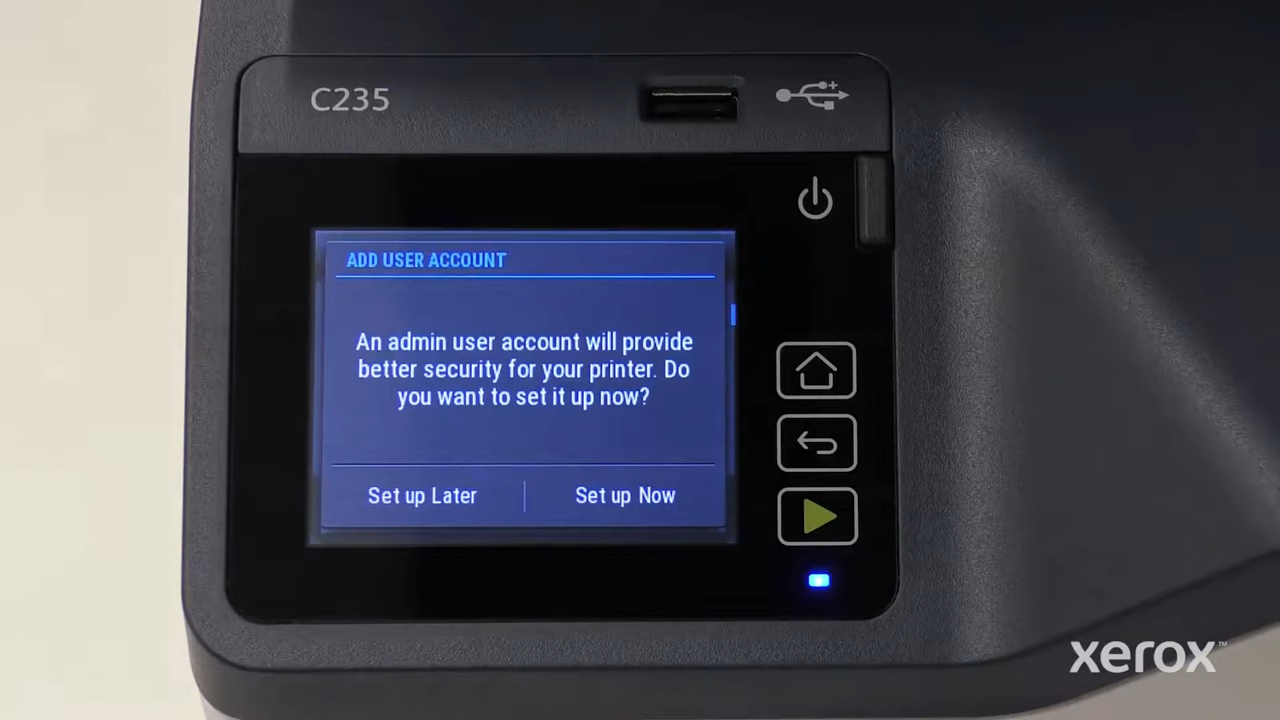 C235
ADD USER ACCOUNT
An admin user account will provide
better security for your printer. Do
you want to set it up now?
Set up Later
Set up Now
xerox™